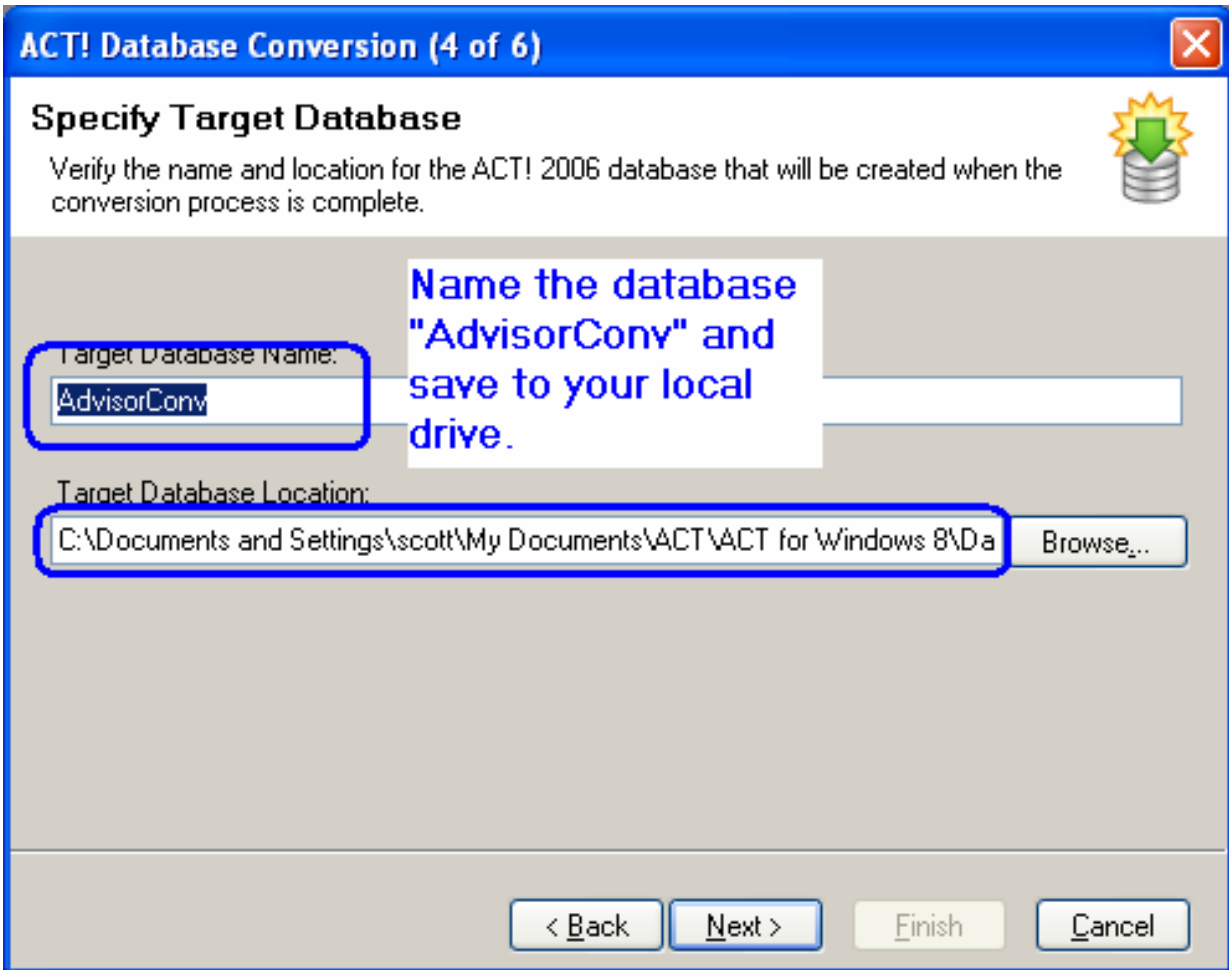 ACT! Database Conversion (4 of 6)
Specify Target Database
Verify the name and location for the ACT! 2006 database that will be created when the
conversion process is complete.
Name the database
"AdvisorConv" and
save to your local
drive.
Target Database Name:
AdvisorConv
Target Database Location:
C:\Documents and Settings\scott\My Documents\ACT\ACT for Windows 8\Da
Browse...
< Back
Next >
Finish
Cancel